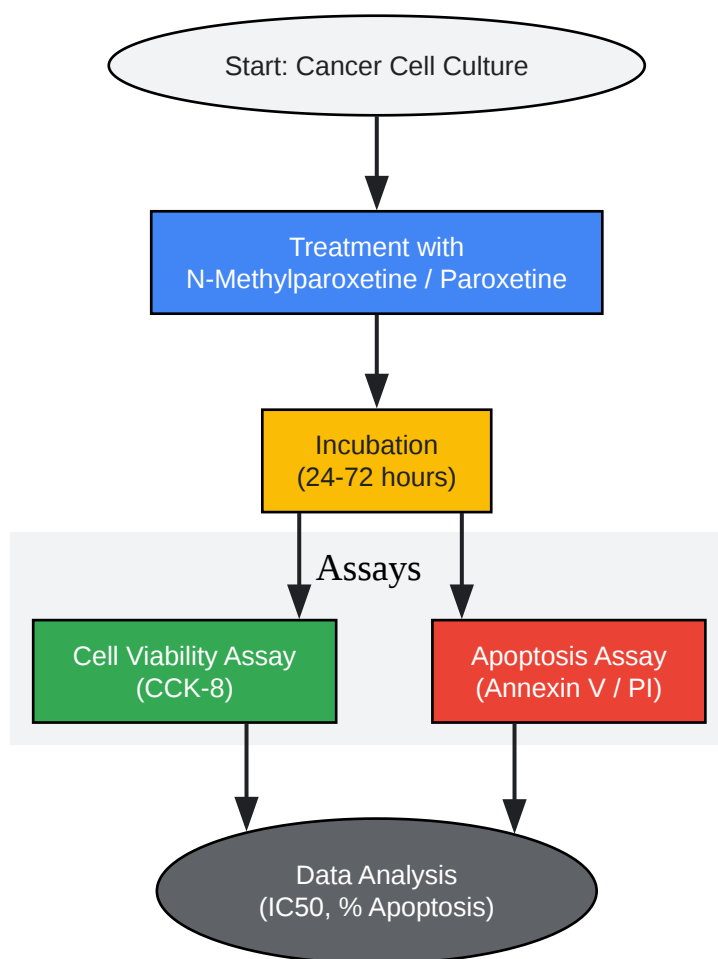 Start: Cancer Cell Culture
Treatment with
N-Methylparoxetine / Paroxetine
Incubation
(24-72 hours)
Assays
Cell Viability Assay
(CCK-8)
Apoptosis Assay
(Annexin V / PI)
Data Analysis
(IC50, % Apoptosis)